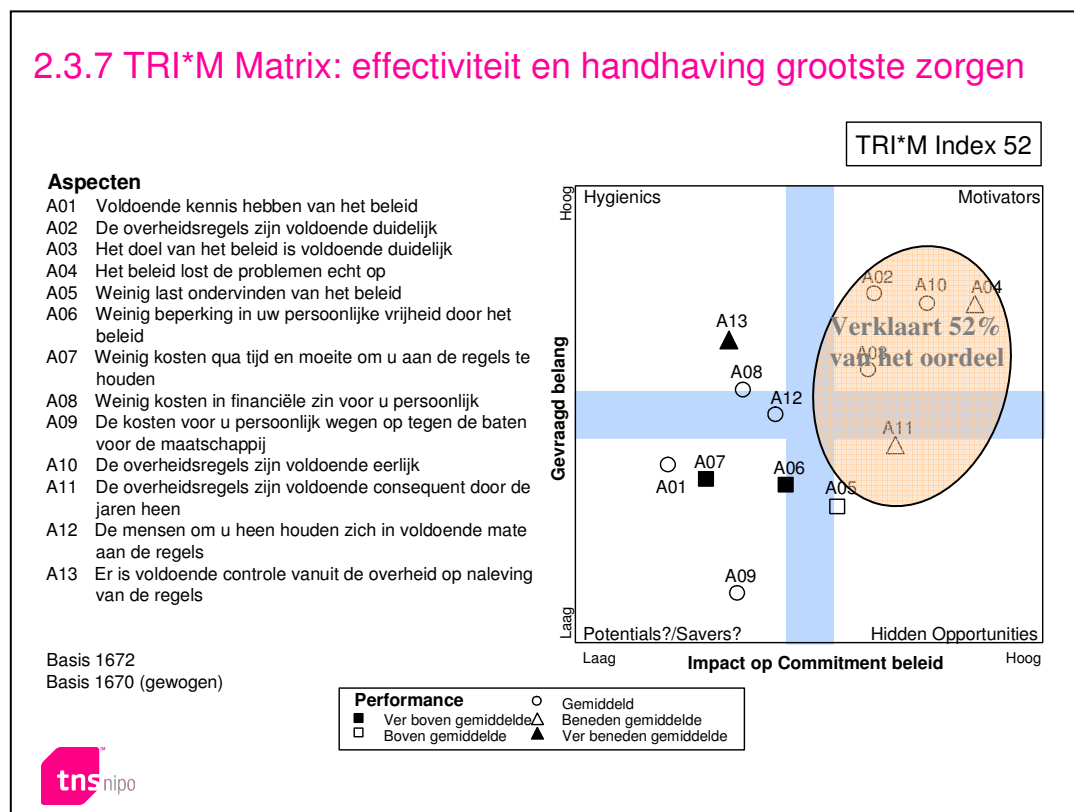 2.3.7 TRI*M Matrix: effectiviteit en handhaving grootste zorgen
TRI*M Index 52
Aspecten
A01 Voldoende kennis hebben van het beleid
A02 De overheidsregels zijn voldoende duidelijk
A03 Het doel van het beleid is voldoende duidelijk
A04 Het beleid lost de problemen echt op
A05 Weinig last ondervinden van het beleid
A06 Weinig beperking in uw persoonlijke vrijheid door het
beleid
A07 Weinig kosten qua tijd en moeite om u aan de regels te
houden
A08 Weinig kosten in financiële zin voor u persoonlijk
A09 De kosten voor u persoonlijk wegen op tegen de baten
voor de maatschappij
A10 De overheidsregels zijn voldoende eerlijk
A11 De overheidsregels zijn voldoende consequent door de
jaren heen
A12 De mensen om u heen houden zich in voldoende mate
aan de regels
A13 Er is voldoende controle vanuit de overheid op naleving
van de regels
Basis 1672
Basis 1670 (gewogen)
Hoog
Gevraagd belang
Laag
Hygienics
Motivators
A02
A10
A04
A13
Verklaart 52%
van het oordeel
A03
A08
A12
A11
A07
A06
A01
A05
A09
Potentials?/Savers?
Hidden Opportunities
Laag
Impact op Commitment beleid
Hoog
Performance
Ver boven gemiddelde
Boven gemiddelde
Gemiddeld
Beneden gemiddelde
Ver beneden gemiddelde
tns nipo
™